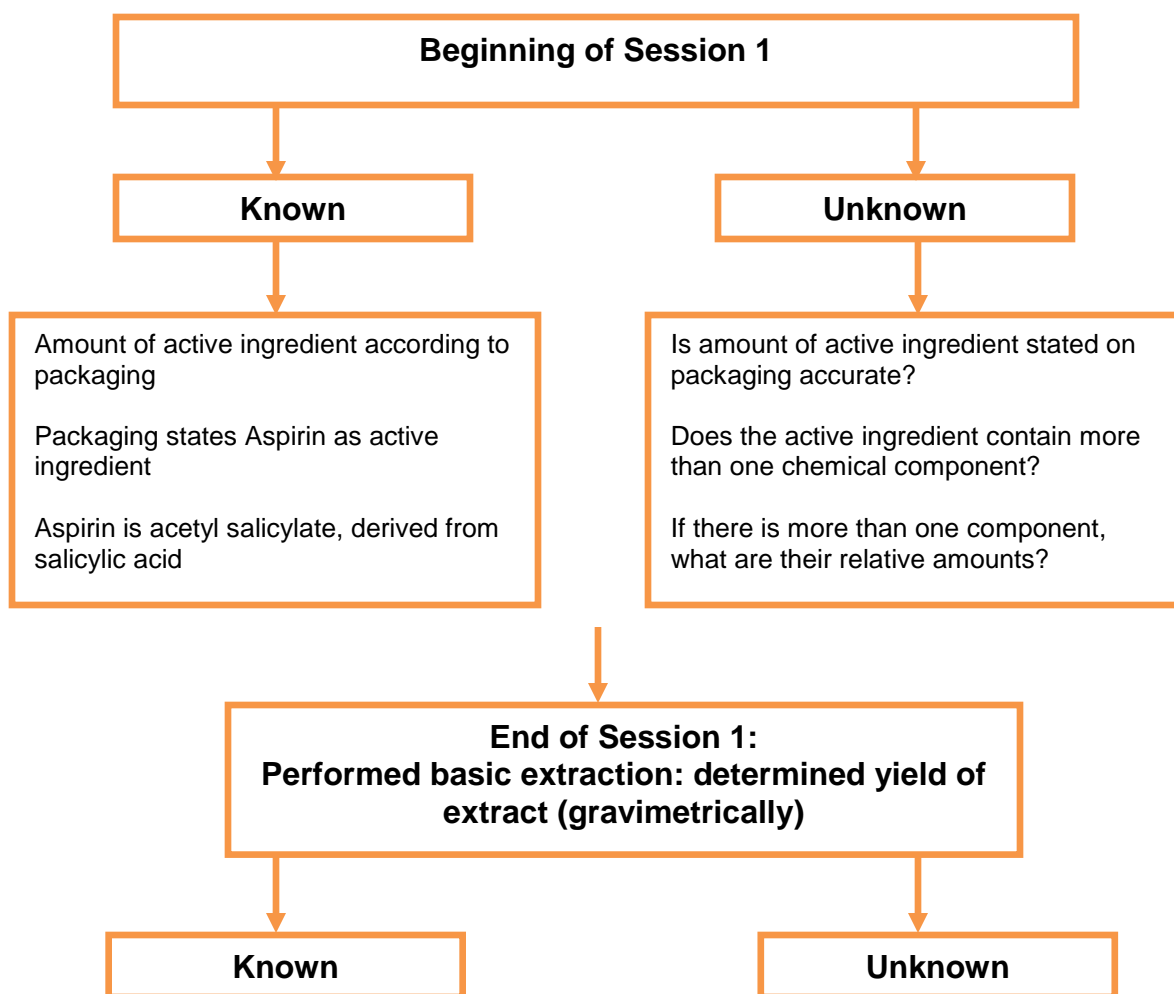 Beginning of Session 1
Known
Unknown
Amount of active ingredient according to
packaging
Packaging states Aspirin as active
ingredient
Aspirin is acetyl salicylate, derived from
salicylic acid
Is amount of active ingredient stated on
packaging accurate?
Does the active ingredient contain more
than one chemical component?
If there is more than one component,
what are their relative amounts?
End of Session 1:
Performed basic extraction: determined yield of
extract (gravimetrically)
Known
Unknown